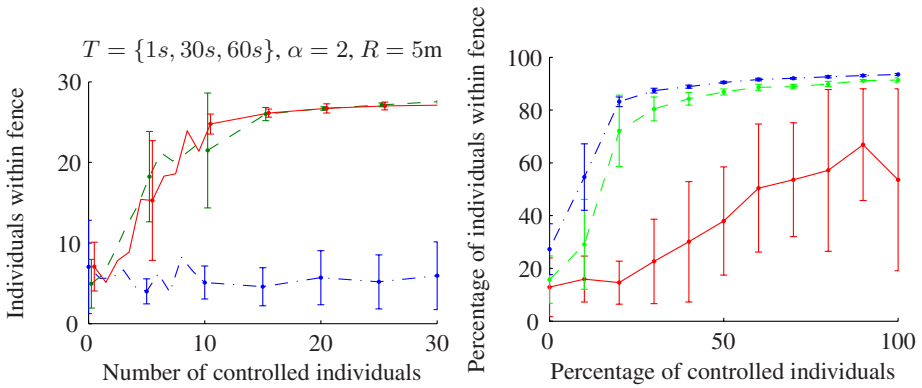 T = {1s, 30s, 60s}, α = 2, R = 5m
Individuals within fence
30
20
10
0
0 10 20 30
Number of controlled individuals
Percentage of individuals within fence
100
80
60
40
20
0
0 50 100
Percentage of controlled individuals